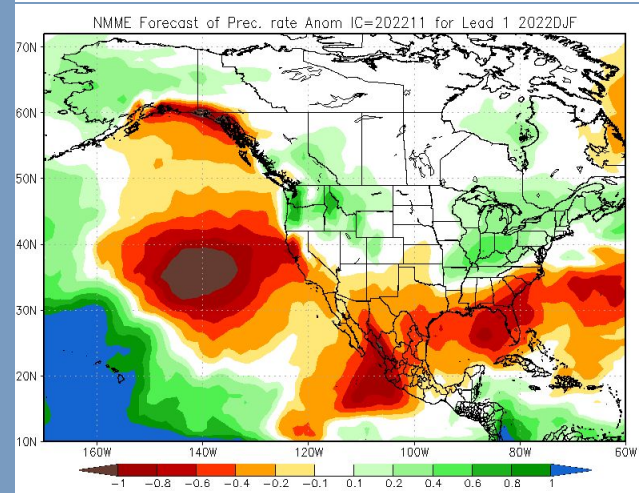 NMME Forecast of Prec. rate Anom IC=202211 for Lead 1 2022DJF
70N
60N
50N
40N
30N
20N
10N
160W 140W 120W 100W 80W 60W
-1 -0.8 -0.6 -0.4 -0.2 -0.1 0.1 0.2 0.4 0.6 0.8 1